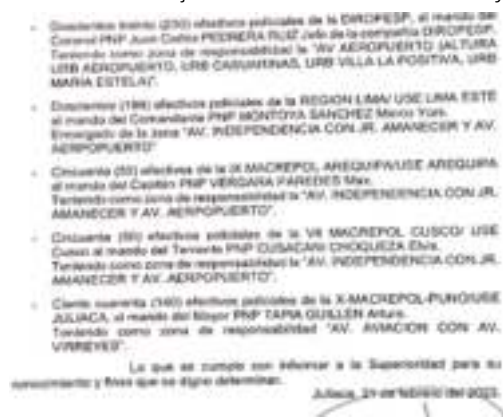 - Doscientos treinta (230) efectivos policiales de la DIROPESP, al mando del
Coronel PNP Juan Carlos PEDRERA RUIZ Jefe de la compañía DIROPESP.
Teniendo como zona de responsabilidad la "AV AEROPUERTO (ALTURA
URB AEROPUERTO, URB CASUARINAS, URB VILLA LA POSITIVA, URB
MARIA ESTELA)".
- Doscientos (198) efectivos policiales de la REGION LIMA/ USE LIMA ESTE
al mando del Comandante PNP MONTOYA SANCHEZ Marco
Encargado de la zona "AV. INDEPENDENCIA CON JR. AMANECER Y AV.
AERPOPUERTO"
- Cincuenta (50) efectivos de la IX MACREPOL AREQUIPA/USE AREQUIPA
al mando del Capitán PNP VERGARA PAREDES Max.
Teniendo como zona de responsabilidad la "AV. INDEPENDENCIA CON JR.
AMANECER Y AV. AERPOPUERTO".
- Cincuenta (50) efectivos policiales de la VII MACREPOL CUSCO/ USE
Cusco al mando del Teniente PNP CUSACANI CHOQUEZA Elvis.
Teniendo como zona de responsabilidad la "AV. INDEPENDENCIA CON JR.
AMANECER Y AV. AERPOPUERTO".
- Ciento cuarenta (140) efectivos policiales de la X-MACREPOL-PUNO/USE
JULIACA, al mando del Mayor PNP TAPIA GUILLÉN Arturo.
Teniendo como zona de responsabilidad "AV. AVIACION CON AV.
VIRREYES".
Lo que se cumple con informar a la Superioridad para su
conocimiento y fines que se digne determinar.
Juliaca, 21 de febrero del